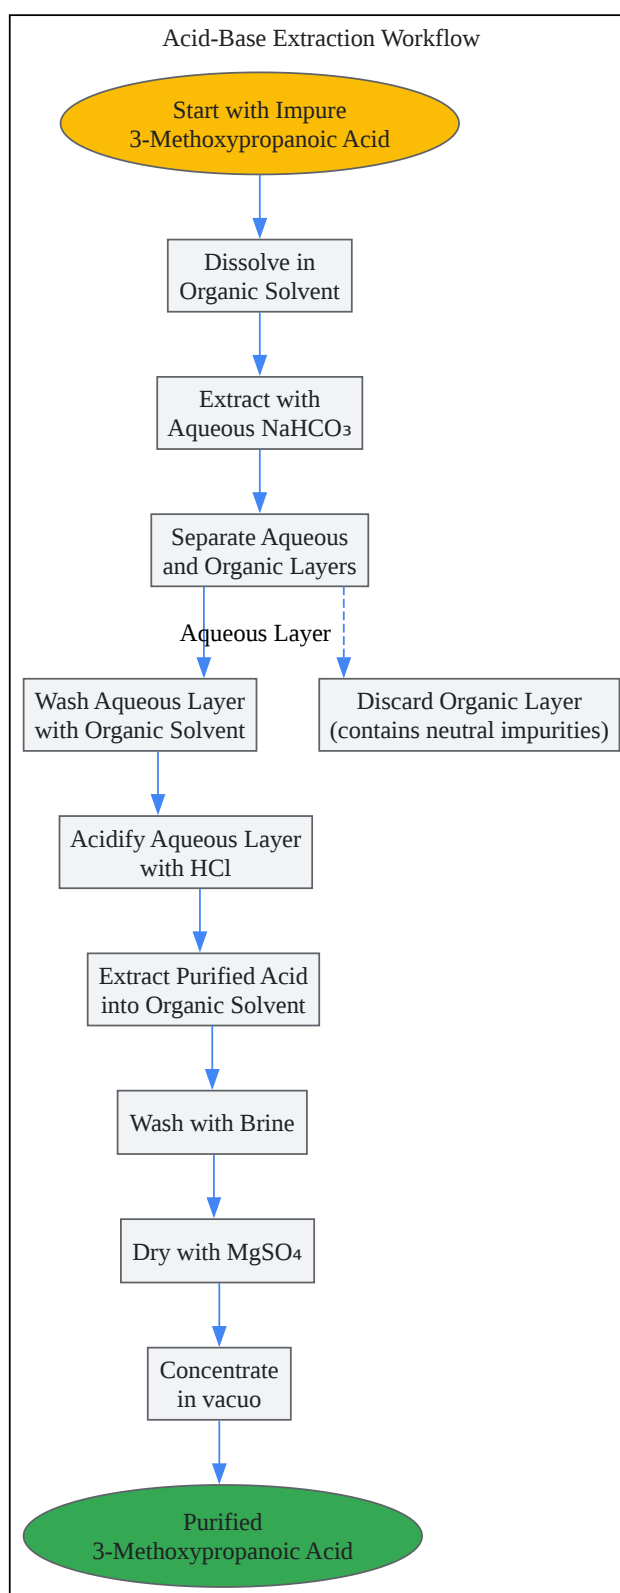 Acid-Base Extraction Workflow
Start with Impure
3-Methoxypropanoic Acid
Dissolve in
Organic Solvent
Extract with
Aqueous NaHCO₃
Separate Aqueous
and Organic Layers
Aqueous Layer
Wash Aqueous Layer
with Organic Solvent
Discard Organic Layer
(contains neutral impurities)
Acidify Aqueous Layer
with HCl
Extract Purified Acid
into Organic Solvent
Wash with Brine
Dry with MgSO₄
Concentrate
in vacuo
Purified
3-Methoxypropanoic Acid